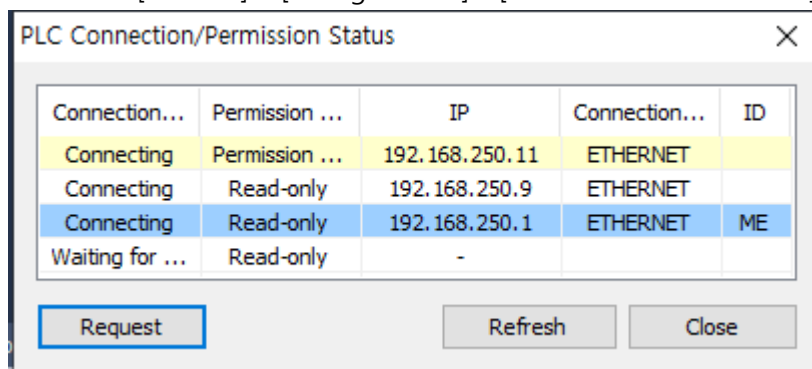 PLC Connection/Permission Status
Connection... Permission ... IP Connection... ID
Connecting Permission ... 192.168.250.11 ETHERNET
Connecting Read-only 192.168.250.9 ETHERNET
Connecting Read-only 192.168.250.1 ETHERNET ME
Waiting for ... Read-only -
Request Refresh Close